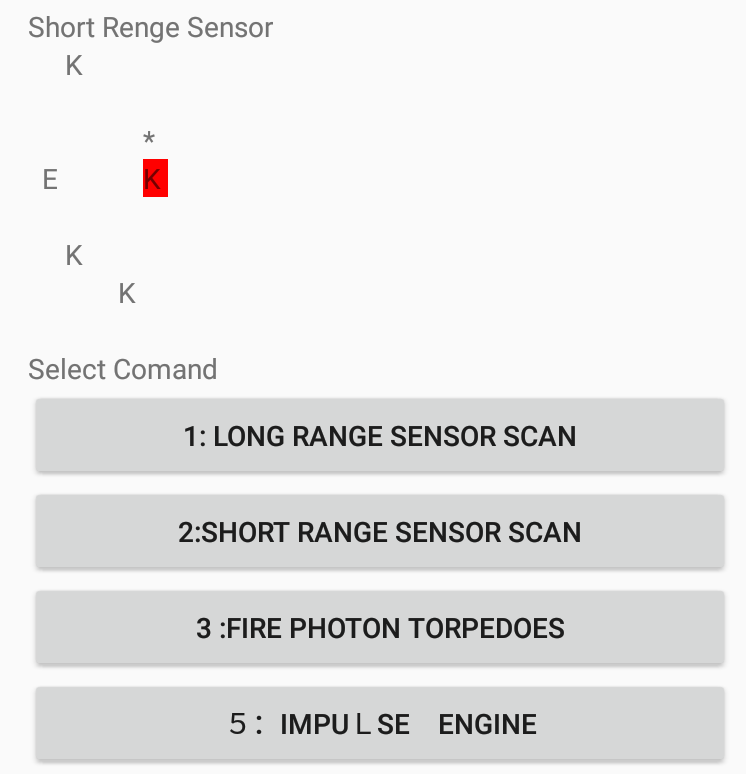 Short Renge Sensor
K
*
E K
K
K
Select Comand
1: LONG RANGE SENSOR SCAN
2:SHORT RANGE SENSOR SCAN
3 :FIRE PHOTON TORPEDOES
５： IMPUＬSE　ENGINE